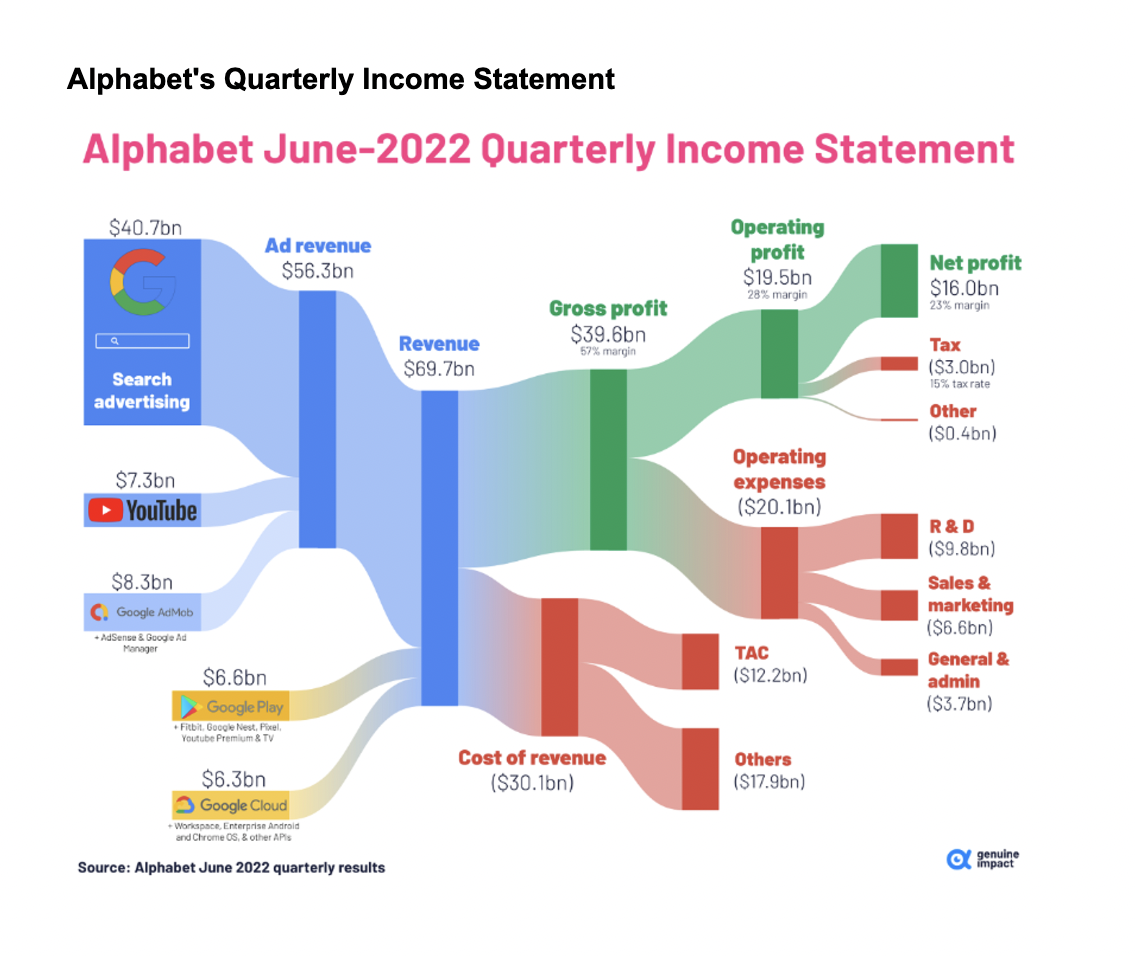 Alphabet's Quarterly Income Statement
Alphabet June-2022 Quarterly Income Statement
$40.7bn
G
Search
advertising
$7.3bn
YouTube
$8.3bn
Google AdMob
+ AdSense & Google Ad
Manager
Ad revenue
$56.3bn
$6.6bn
Google Play
+ Fitbit, Google Nest, Pixel,
Youtube Premium & TV
$6.3bn
Google Cloud
+ Workspace, Enterprise Android
and Chrome OS, & other APIs
Revenue
$69.7bn
Gross profit
$39.6bn
57% margin
Cost of revenue
($30.1bn)
TAC
($12.2bn)
Others
($17.9bn)
Operating
profit
$19.5bn
28% margin
Operating
expenses
($20.1bn)
Net profit
$16.0bn
23% margin
Tax
($3.0bn)
15% tax rate
Other
($0.4bn)
R & D
($9.8bn)
Sales &
marketing
($6.6bn)
General &
admin
($3.7bn)
Source: Alphabet June 2022 quarterly results
genuine
impact